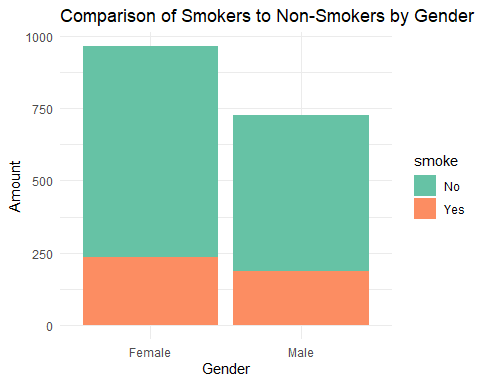 Comparison of Smokers to Non-Smokers by Gender
1000
750
500
250
0
Amount
Female
Male
Gender
smoke
No
Yes